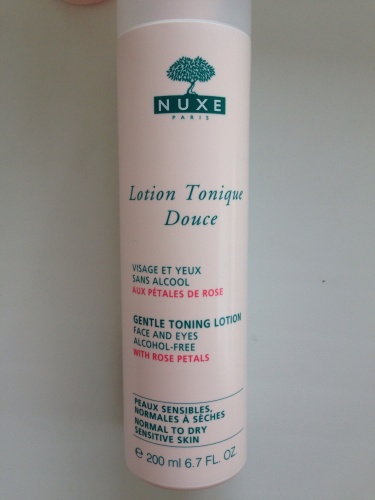 NUXE
PARIS
Lotion Tonique
Douce
VISAGE ET YEUX
SANS ALCOOL
AUX PÉTALES DE ROSE
GENTLE TONING LOTION
FACE AND EYES
ALCOHOL-FREE
WITH ROSE PETALS
PEAUX SENSIBLES,
NORMALES À SÈCHES
NORMAL TO DRY
SENSITIVE SKIN
℮ 200 ml 6.7 FL. OZ.